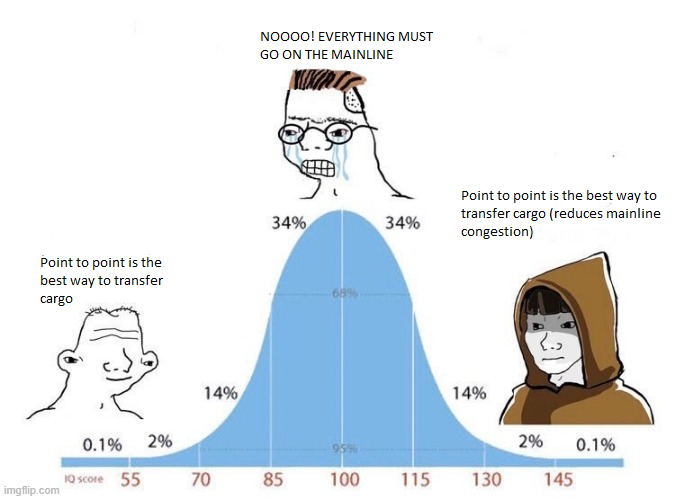 NOOOO! EVERYTHING MUST
GO ON THE MAINLINE
Point to point is the best way to
transfer cargo (reduces mainline
congestion)
Point to point is the
best way to transfer
cargo
34%
34%
68%
14%
14%
95%
0.1%
2%
2%
0.1%
IQ score
55
70
85
100
115
130
145
imgflip.com